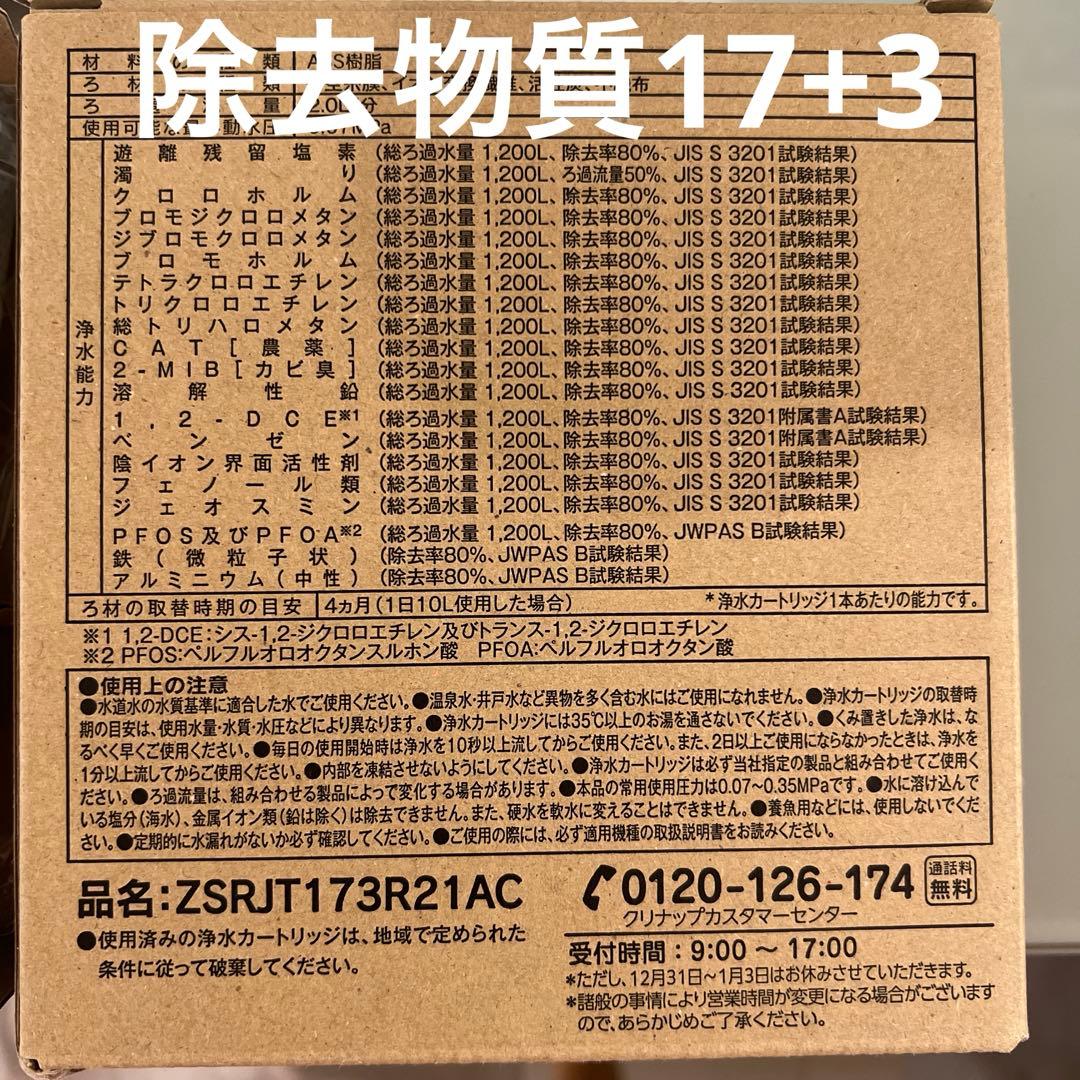 除去物質17+3
材 料 の 類 ABS樹脂
ろ 材 類 布
ろ 量 2.0L 分
使用可能な 動水圧 0.07MPa
浄水能力
遊離残留塩素 (総ろ過水量 1,200L、除去率80%、JIS S 3201試験結果)
濁り (総ろ過水量 1,200L、ろ過流量50%、JIS S 3201試験結果)
クロロホルム (総ろ過水量 1,200L、除去率80%、JIS S 3201試験結果)
ブロモジクロロメタン (総ろ過水量 1,200L、除去率80%、JIS S 3201試験結果)
ジブロモクロロメタン (総ろ過水量 1,200L、除去率80%、JIS S 3201試験結果)
ブロモホルム (総ろ過水量 1,200L、除去率80%、JIS S 3201試験結果)
テトラクロロエチレン (総ろ過水量 1,200L、除去率80%、JIS S 3201試験結果)
トリクロロエチレン (総ろ過水量 1,200L、除去率80%、JIS S 3201試験結果)
総トリハロメタン (総ろ過水量 1,200L、除去率80%、JIS S 3201試験結果)
CAT[農薬] (総ろ過水量 1,200L、除去率80%、JIS S 3201試験結果)
2-MIB[カビ臭] (総ろ過水量 1,200L、除去率80%、JIS S 3201試験結果)
溶解性鉛 (総ろ過水量 1,200L、除去率80%、JIS S 3201試験結果)
1,2-DCE※1 (総ろ過水量 1,200L、除去率80%、JIS S 3201附属書A試験結果)
ベンゼン (総ろ過水量 1,200L、除去率80%、JIS S 3201附属書A試験結果)
陰イオン界面活性剤 (総ろ過水量 1,200L、除去率80%、JIS S 3201試験結果)
フェノール類 (総ろ過水量 1,200L、除去率80%、JIS S 3201試験結果)
ジェオスミン (総ろ過水量 1,200L、除去率80%、JIS S 3201試験結果)
PFOS及びPFOA※2 (総ろ過水量 1,200L、除去率80%、JWPAS B試験結果)
鉄(微粒子状) (除去率80%、JWPAS B試験結果)
アルミニウム(中性) (除去率80%、JWPAS B試験結果)
ろ材の取替時期の目安 4ヵ月(1日10L使用した場合) *浄水カートリッジ1本あたりの能力です。
※1 1,2-DCE:シス-1,2-ジクロロエチレン及びトランス-1,2-ジクロロエチレン
※2 PFOS:ペルフルオロオクタンスルホン酸 PFOA:ペルフルオロオクタン酸
●使用上の注意
●水道水の水質基準に適合した水でご使用ください。●温泉水・井戸水など異物を多く含む水にはご使用になれません。●浄水カートリッジの取替時
期の目安は、使用水量・水質・水圧などにより異なります。●浄水カートリッジには35℃以上のお湯を通さないでください。●くみ置きした浄水は、な
るべく早くご使用ください。●毎日の使用開始時は浄水を10秒以上流してからご使用ください。また、2日以上ご使用にならなかったときは、浄水を
1分以上流してからご使用ください。●内部を凍結させないようにしてください。●浄水カートリッジは必ず当社指定の製品と組み合わせてご使用く
ださい。●ろ過流量は、組み合わせる製品によって変化する場合があります。●本品の常用使用圧力は0.07〜0.35MPaです。●水に溶け込んで
いる塩分(海水)、金属イオン類(鉛は除く)は除去できません。また、硬水を軟水に変えることはできません。●養魚用などには、使用しないでくだ
さい。●定期的に水漏れがないか必ず確認してください。●ご使用の際には、必ず適用機種の取扱説明書をお読みください。
品名:ZSRJT173R21AC
●使用済みの浄水カートリッジは、地域で定められた
条件に従って破棄してください。
0120-126-174 通話料無料
クリナップカスタマーセンター
受付時間:9:00 〜 17:00
*ただし、12月31日〜1月3日はお休みさせていただきます。
*諸般の事情により営業時間が変更になる場合がございます
ので、あらかじめご了承ください。